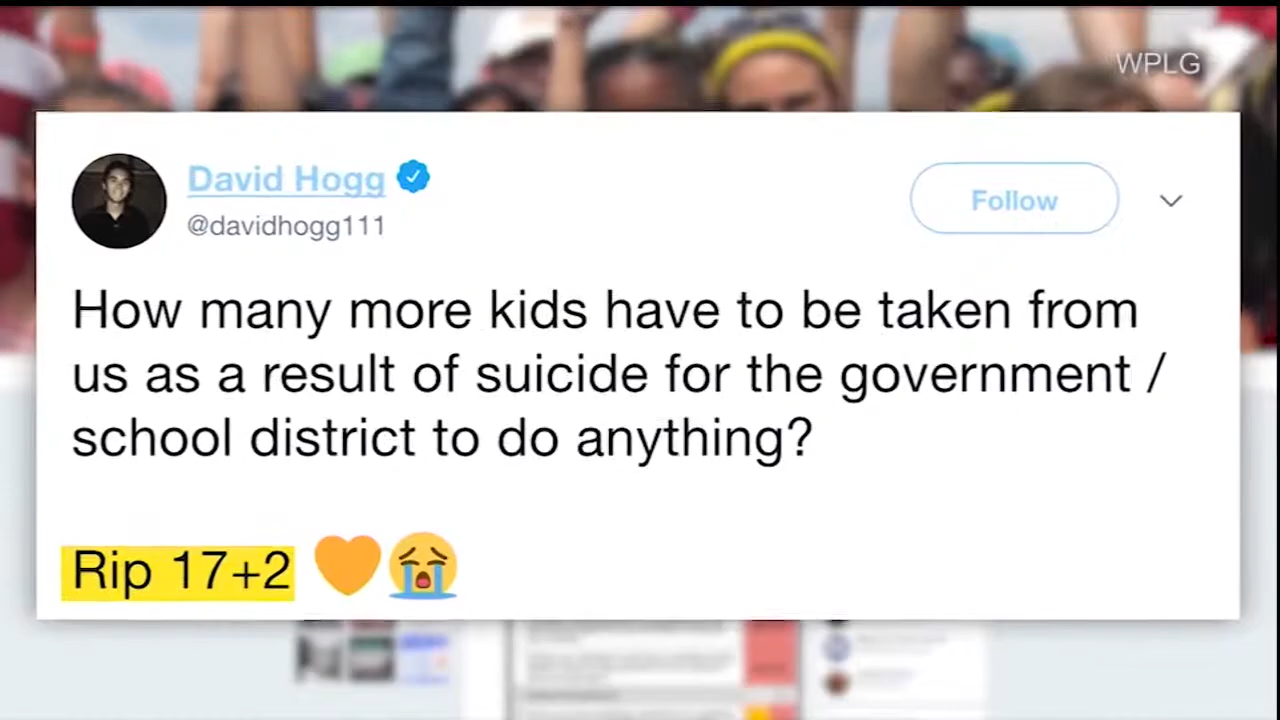 WPLG
David Hogg
@davidhogg111
Follow
How many more kids have to be taken from
us as a result of suicide for the government /
school district to do anything?
Rip 17+2 🧡😭